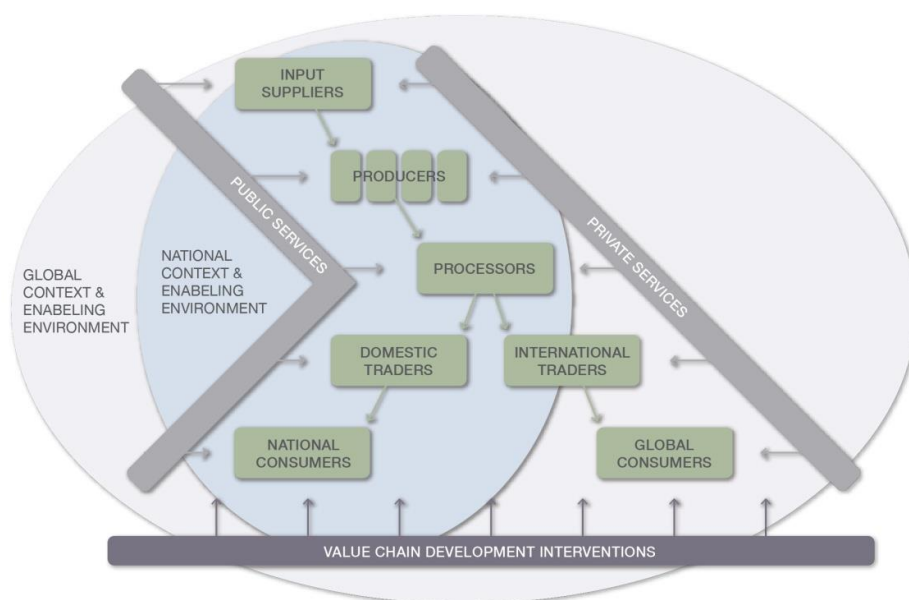 INPUT
SUPPLIERS
PRODUCERS
PUBLIC SERVICES
PRIVATE SERVICES
GLOBAL
CONTEXT &
ENABELING
ENVIRONMENT
NATIONAL
CONTEXT &
ENABELING
ENVIRONMENT
PROCESSORS
DOMESTIC
TRADERS
INTERNATIONAL
TRADERS
NATIONAL
CONSUMERS
GLOBAL
CONSUMERS
VALUE CHAIN DEVELOPMENT INTERVENTIONS